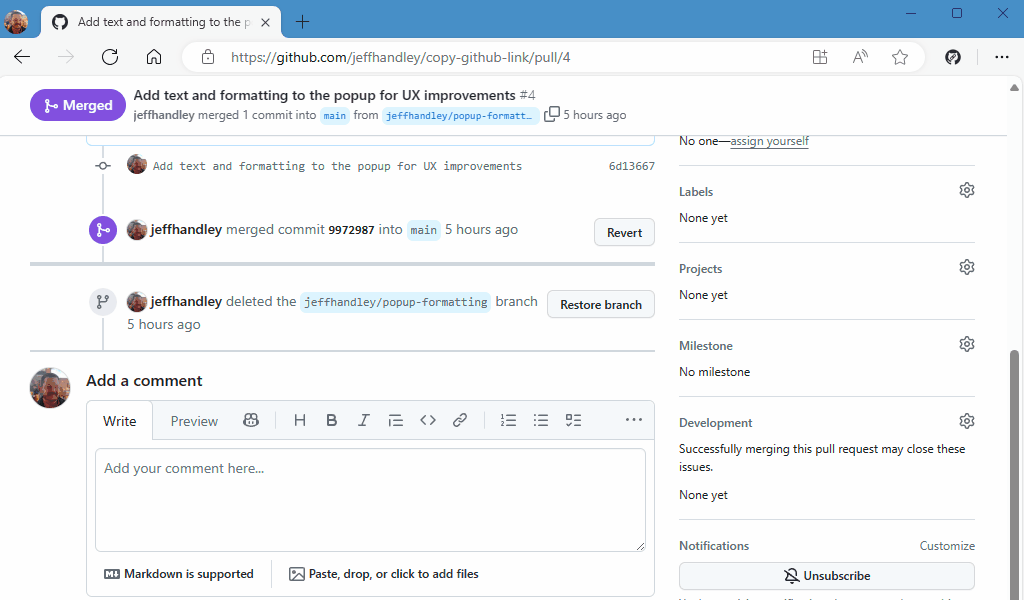 Add text and formatting to the p
https://github.com/jeffhandley/copy-github-link/pull/4
Merged
Add text and formatting to the popup for UX improvements #4
jeffhandley merged 1 commit into main from jeffhandley/popup-formatt... 5 hours ago
No one—assign yourself
Add text and formatting to the popup for UX improvements 6d13667
Labels
None yet
jeffhandley merged commit 9972987 into main 5 hours ago
Revert
Projects
None yet
jeffhandley deleted the jeffhandley/popup-formatting branch
5 hours ago
Restore branch
Milestone
No milestone
Add a comment
Write Preview
Add your comment here...
Markdown is supported
Paste, drop, or click to add files
Development
Successfully merging this pull request may close these
issues.
None yet
Notifications Customize
Unsubscribe